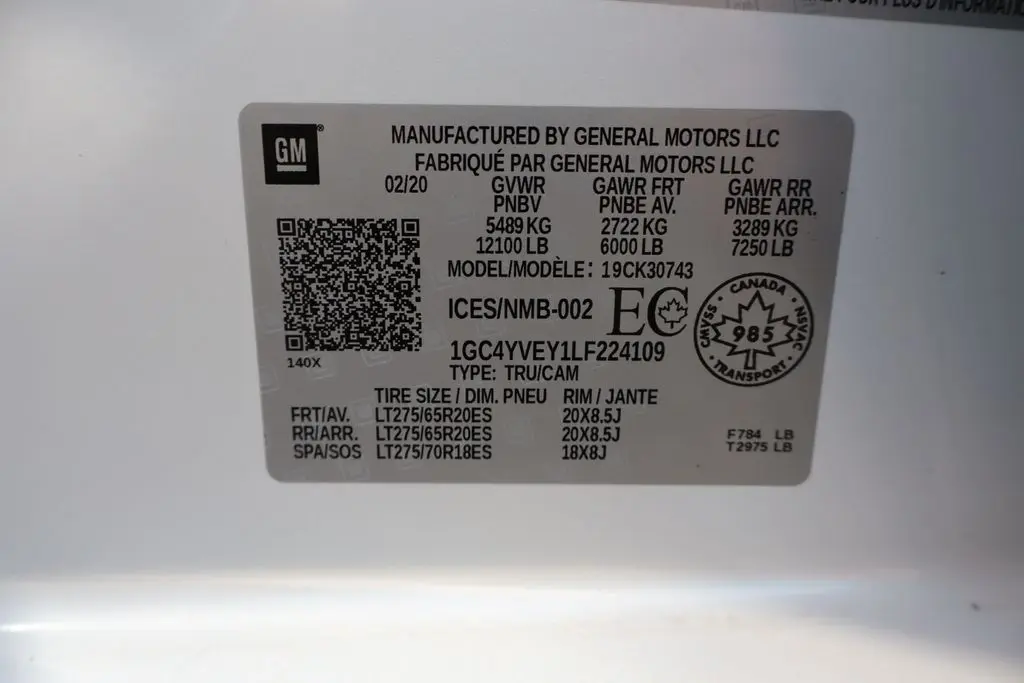 E POUR PLUS D'INFORMATION
GM®
MANUFACTURED BY GENERAL MOTORS LLC
FABRIQUÉ PAR GENERAL MOTORS LLC
02/20 GVWR GAWR FRT GAWR RR
PNBV PNBE AV. PNBE ARR.
5489 KG 2722 KG 3289 KG
12100 LB 6000 LB 7250 LB
MODEL/MODÈLE: 19CK30743
ICES/NMB-002 EC
CANADA
CMVSS 985 NSVAC
TRANSPORT
140X
1GC4YVEY1LF224109
TYPE: TRU/CAM
TIRE SIZE / DIM. PNEU RIM / JANTE
FRT/AV. LT275/65R20ES 20X8.5J
RR/ARR. LT275/65R20ES 20X8.5J
SPA/SOS LT275/70R18ES 18X8J
F784 LB
T2975 LB